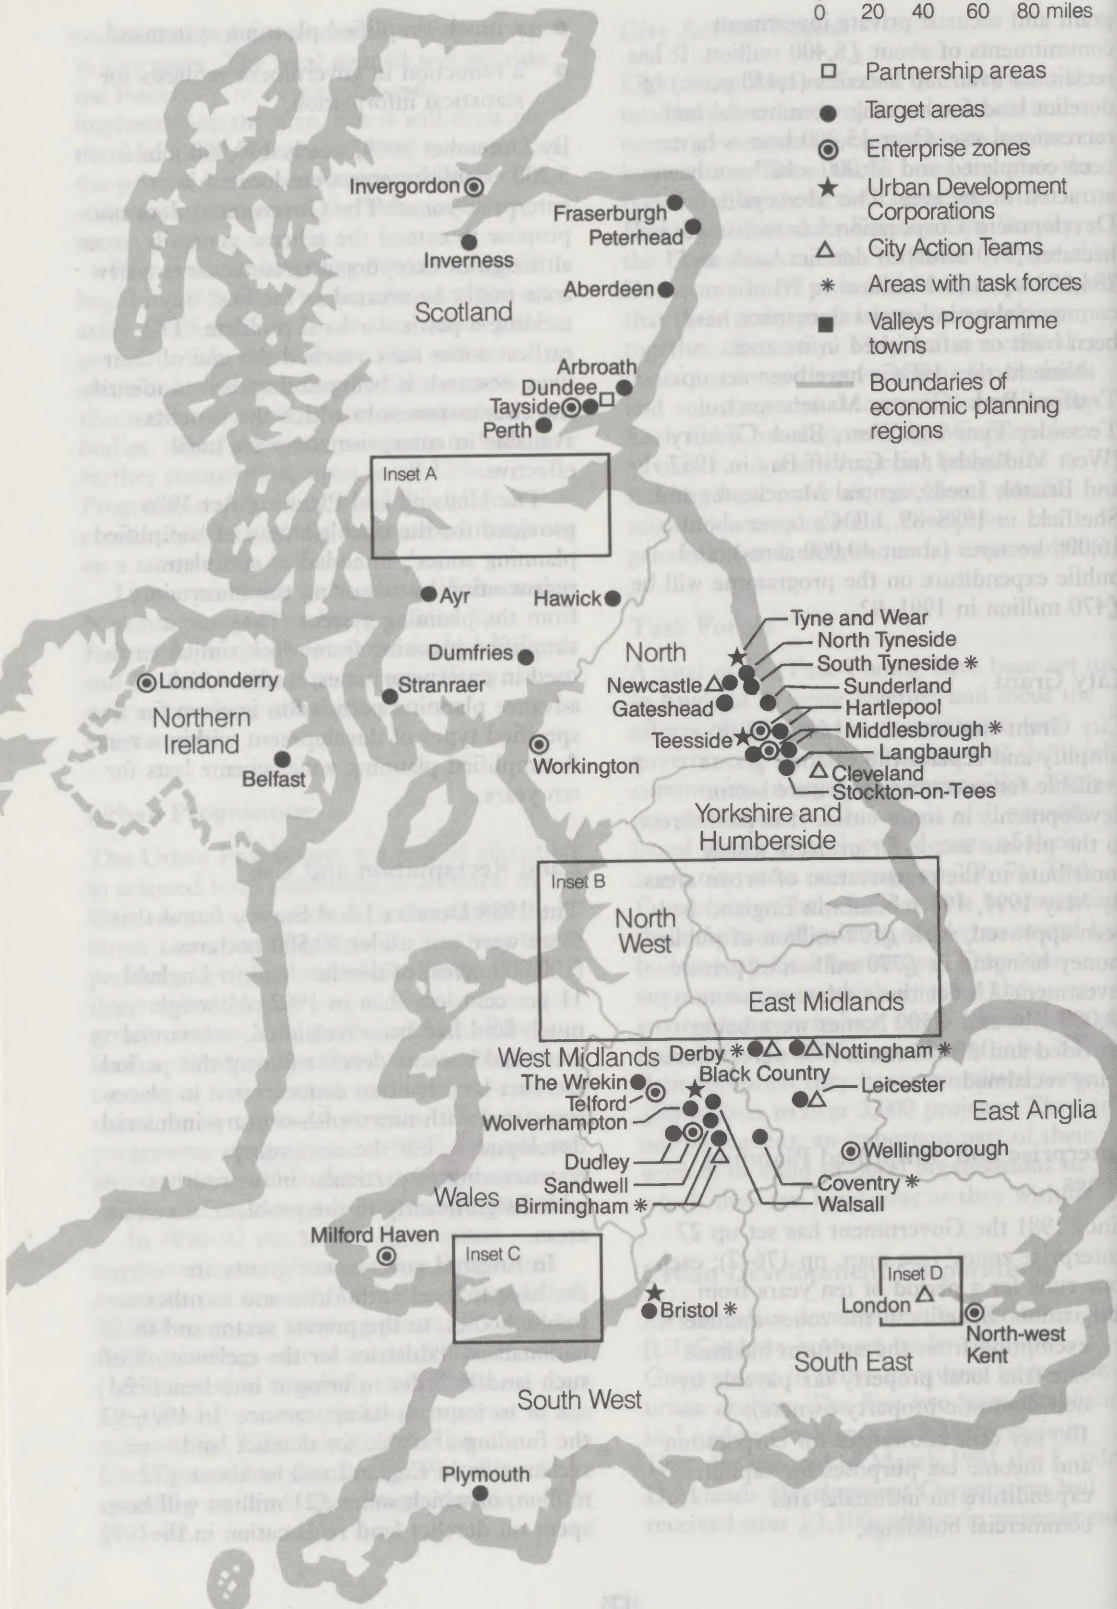 0 20 40 60 80 miles
Partnership areas
Target areas
Enterprise zones
Urban Development
Corporations
City Action Teams
Areas with task forces
Valleys Programme
towns
Boundaries of
economic planning
regions
Invergordon
Fraserburgh
Peterhead
Inverness
Aberdeen
Scotland
Arbroath
Dundee
Tayside
Perth
Inset A
Ayr
Hawick
Dumfries
Stranraer
Londonderry
Northern
Ireland
Belfast
Workington
North
Tyne and Wear
North Tyneside
South Tyneside *
Newcastle
Sunderland
Gateshead
Hartlepool
Middlesbrough *
Teesside
Langbaurgh
Cleveland
Stockton-on-Tees
Yorkshire and
Humberside
Inset B
North
West
East Midlands
West Midlands
Derby *
Nottingham *
Black Country
The Wrekin
Telford
Leicester
Wolverhampton
East Anglia
Dudley
Wellingborough
Sandwell
Coventry *
Birmingham *
Walsall
Wales
Milford Haven
Inset C
Bristol *
Inset D
London
North-west
Kent
South East
South West
Plymouth